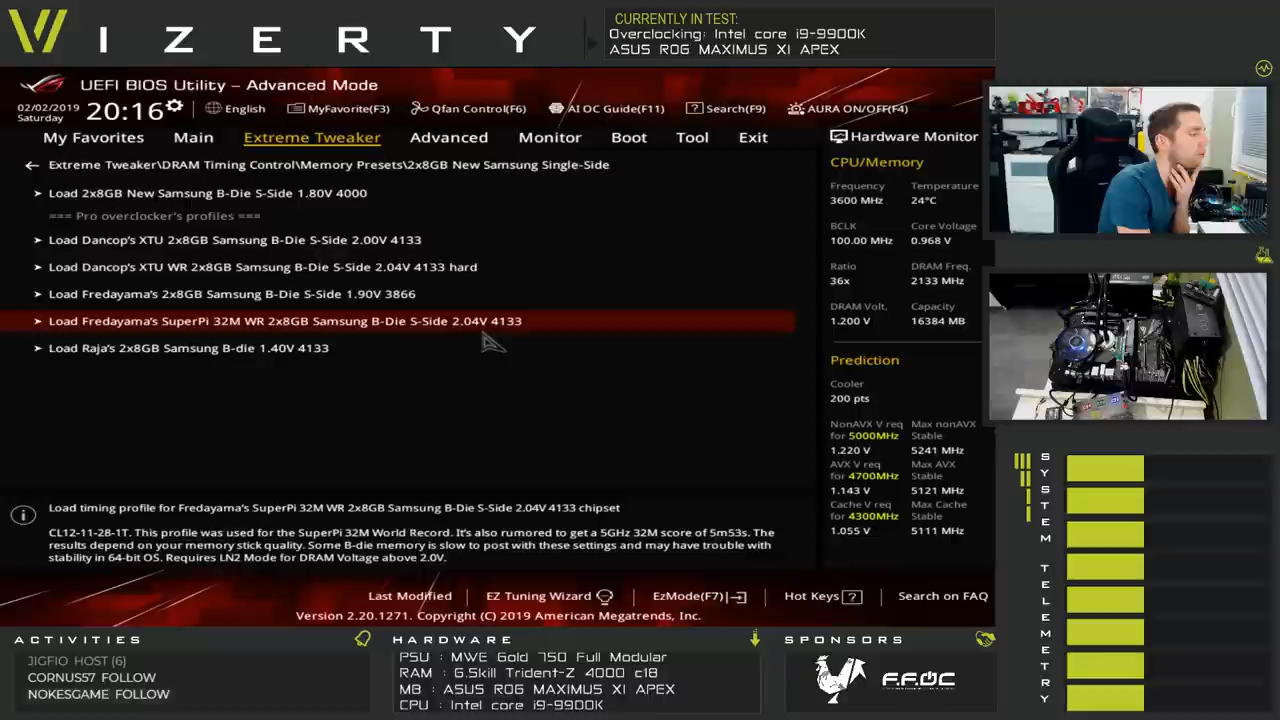 WIZERTY
CURRENTLY IN TEST:
Overclocking: Intel core i9-9900K
ASUS ROG MAXIMUS XI APEX
UEFI BIOS Utility – Advanced Mode
02/02/2019
Saturday
20:16
English
MyFavorite(F3)
Qfan Control(F6)
AI OC Guide(F11)
? Search(F9)
AURA ON/OFF(F4)
My Favorites
Main
Extreme Tweaker
Advanced
Monitor
Boot
Tool
Exit
Hardware Monitor
Extreme Tweaker\DRAM Timing Control\Memory Presets\2x8GB New Samsung Single-Side
Load 2x8GB New Samsung B-Die S-Side 1.80V 4000
=== Pro overclocker's profiles ===
Load Dancop's XTU 2x8GB Samsung B-Die S-Side 2.00V 4133
Load Dancop's XTU WR 2x8GB Samsung B-Die S-Side 2.04V 4133 hard
Load Fredayama's 2x8GB Samsung B-Die S-Side 1.90V 3866
Load Fredayama's SuperPi 32M WR 2x8GB Samsung B-Die S-Side 2.04V 4133
Load Raja's 2x8GB Samsung B-die 1.40V 4133
CPU/Memory
Frequency Temperature
3600 MHz 24°C
BCLK Core Voltage
100.00 MHz 0.968 V
Ratio DRAM Freq.
36x 2133 MHz
DRAM Volt. Capacity
1.200 V 16384 MB
Prediction
Cooler
200 pts
NonAVX V req Max nonAVX
for 5000MHz Stable
1.220 V 5241 MHz
AVX V req Max AVX
for 4700MHz Stable
1.143 V 5121 MHz
Cache V req Max Cache
for 4300MHz Stable
1.055 V 5111 MHz
Load timing profile for Fredayama's SuperPi 32M WR 2x8GB Samsung B-Die S-Side 2.04V 4133 chipset
CL12-11-28-1T. This profile was used for the SuperPi 32M World Record. It's also rumored to get a 5GHz 32M score of 5m53s. The
results depend on your memory stick quality. Some B-die memory is slow to post with these settings and may have trouble with
stability in 64-bit OS. Requires LN2 Mode for DRAM Voltage above 2.0V.
Last Modified
EZ Tuning Wizard
EzMode(F7)
Hot Keys ?
Search on FAQ
Version 2.20.1271. Copyright (C) 2019 American Megatrends, Inc.
SYSTEM TELEMETRY
ACTIVITIES
JIGFIO HOST (6)
CORNUS57 FOLLOW
NOKESGAME FOLLOW
HARDWARE
PSU : MWE Gold 750 Full Modular
RAM : G.Skill Trident-Z 4000 c18
MB : ASUS ROG MAXIMUS XI APEX
CPU : Intel core i9-9900K
SPONSORS
F.F.OC